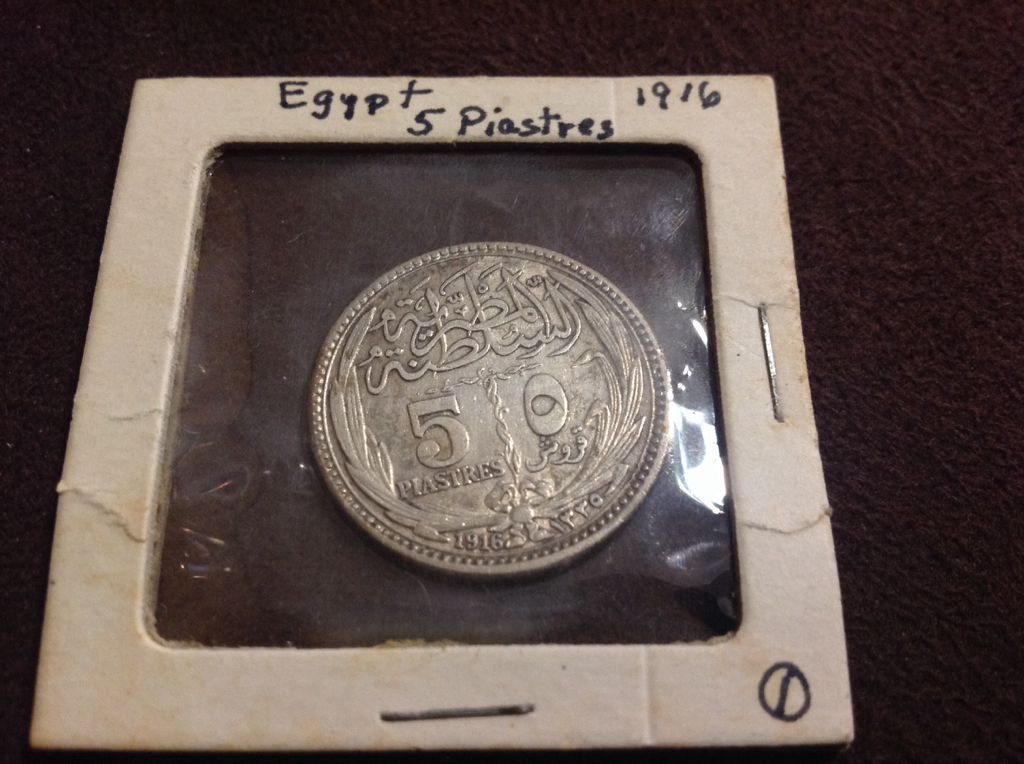 Egypt 1916
5 Piastres
السلطنة المصرية
5 ٥
PIASTRES قروش
1916 ١٣٣٥
①